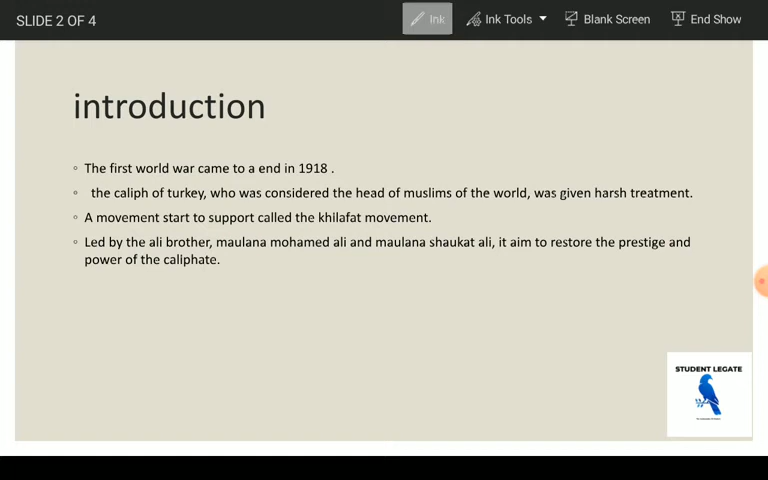 SLIDE 2 OF 4
Ink
Ink Tools
Blank Screen
End Show
introduction
◦ The first world war came to a end in 1918 .
◦ the caliph of turkey, who was considered the head of muslims of the world, was given harsh treatment.
◦ A movement start to support called the khilafat movement.
◦ Led by the ali brother, maulana mohamed ali and maulana shaukat ali, it aim to restore the prestige and
power of the caliphate.
STUDENT LEGATE